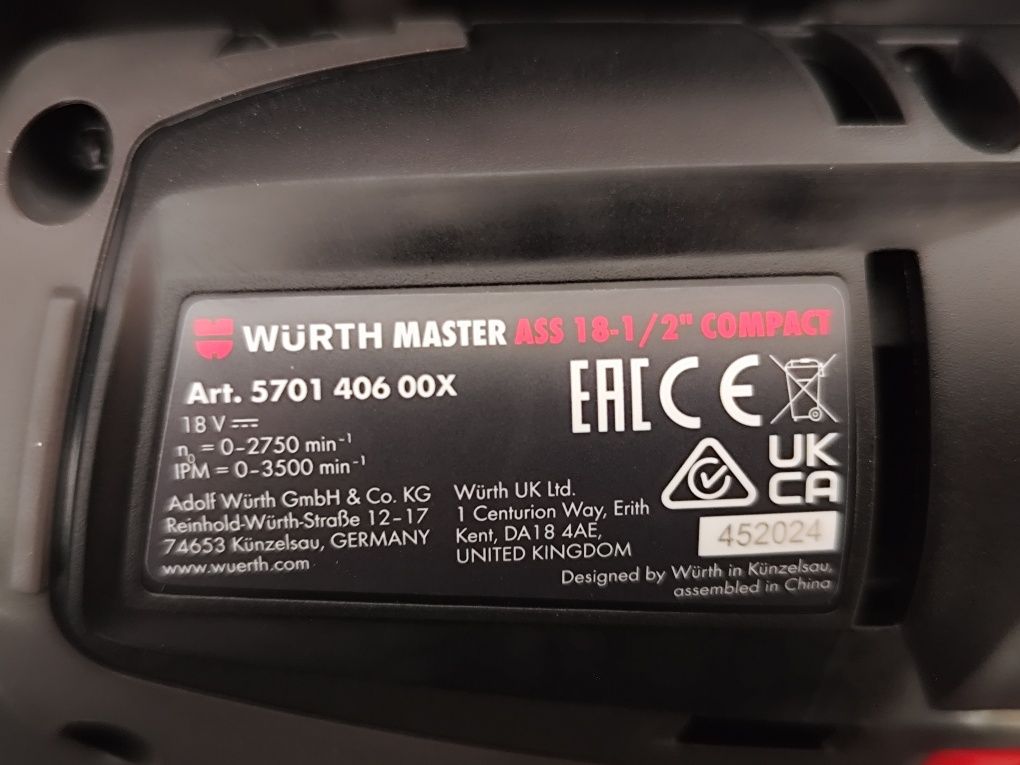 WÜRTH MASTER ASS 18-1/2" COMPACT
Art. 5701 406 00X
18 V
n₀ = 0-2750 min⁻¹
IPM = 0-3500 min⁻¹
EAC CE
UK
CA
Adolf Würth GmbH & Co. KG
Reinhold-Würth-Straße 12-17
74653 Künzelsau, GERMANY
www.wuerth.com
Würth UK Ltd.
1 Centurion Way, Erith
Kent, DA18 4AE,
UNITED KINGDOM
452024
Designed by Würth in Künzelsau,
assembled in China